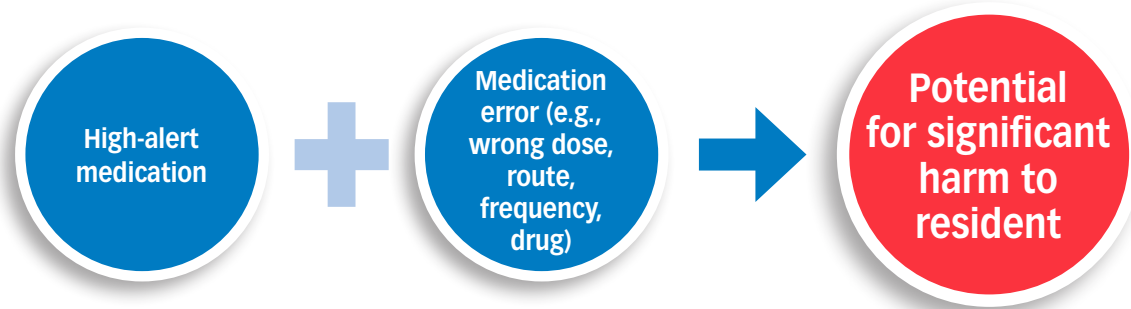 High-alert
medication
Medication
error (e.g.,
wrong dose,
route,
frequency,
drug)
Potential
for significant
harm to
resident